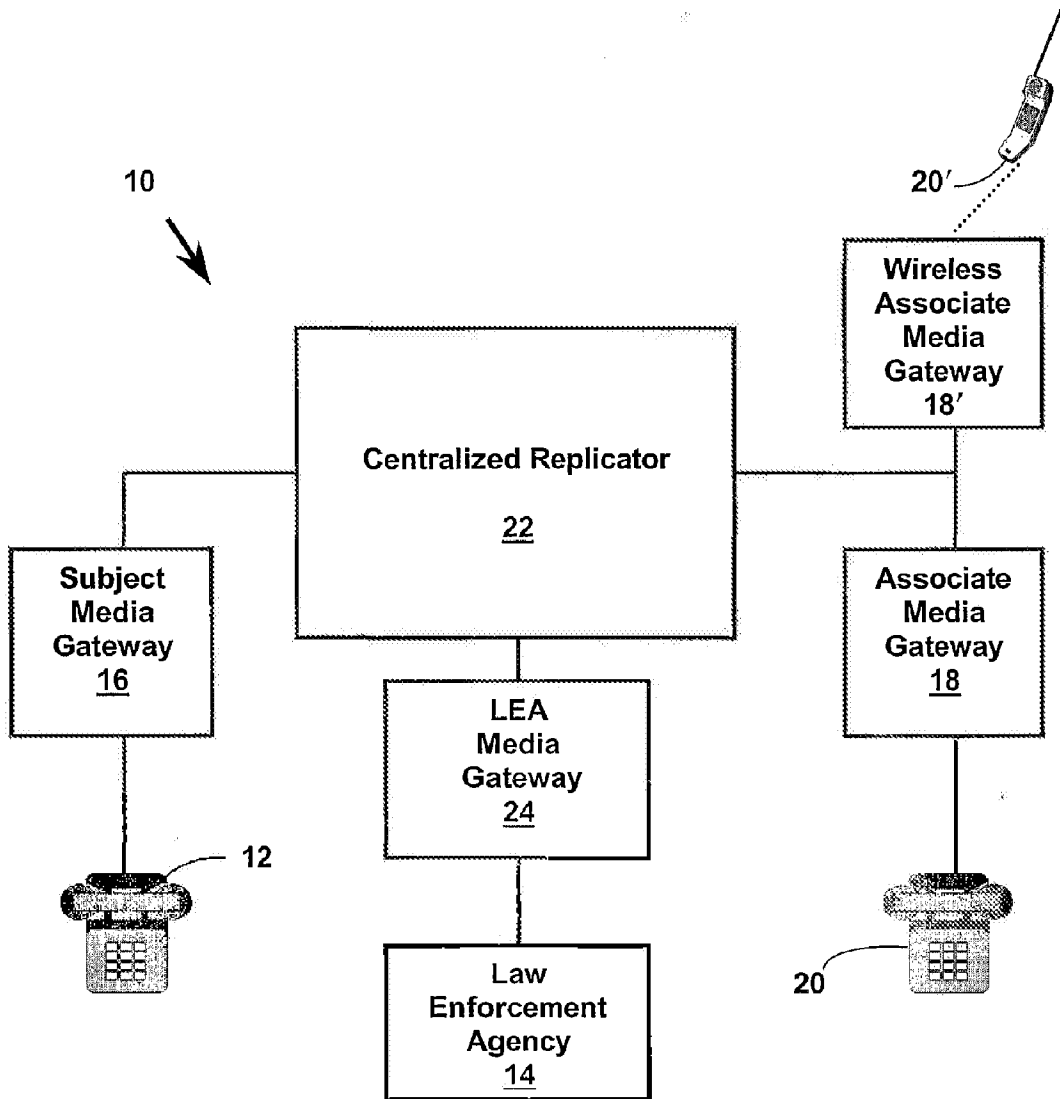 10
20′
Wireless
Associate
Media
Gateway
18′
Centralized Replicator
22
Subject
Media
Gateway
16
Associate
Media
Gateway
18
LEA
Media
Gateway
24
12
20
Law
Enforcement
Agency
14